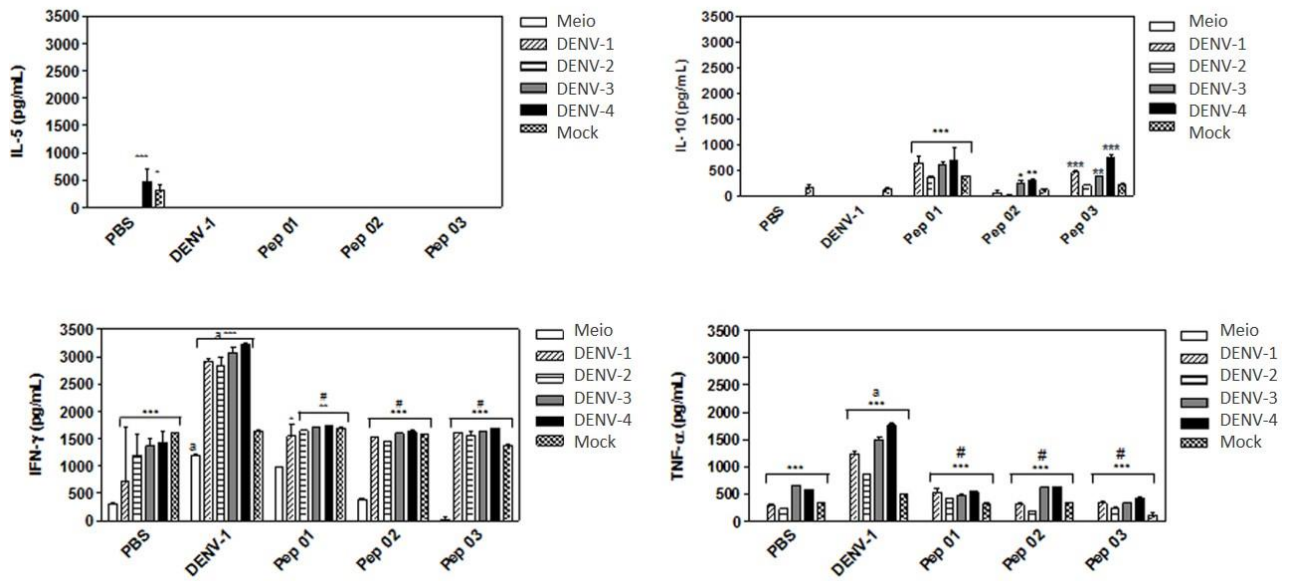 IL-5 (pg/mL)
3500
3000
2500
2000
1500
1000
500
0
***
*
PBS
DENV-1
Pep 01
Pep 02
Pep 03
Meio
DENV-1
DENV-2
DENV-3
DENV-4
Mock
IL-10 (pg/mL)
3500
3000
2500
2000
1500
1000
500
0
***
* **
*** ** ***
PBS
DENV-1
Pep 01
Pep 02
Pep 03
Meio
DENV-1
DENV-2
DENV-3
DENV-4
Mock
IFN-γ (pg/mL)
3500
3000
2500
2000
1500
1000
500
0
***
a
a ***
*
#
**
#
***
#
***
PBS
DENV-1
Pep 01
Pep 02
Pep 03
Meio
DENV-1
DENV-2
DENV-3
DENV-4
Mock
TNF-α (pg/mL)
3500
3000
2500
2000
1500
1000
500
0
***
a
***
#
***
#
***
#
***
PBS
DENV-1
Pep 01
Pep 02
Pep 03
Meio
DENV-1
DENV-2
DENV-3
DENV-4
Mock